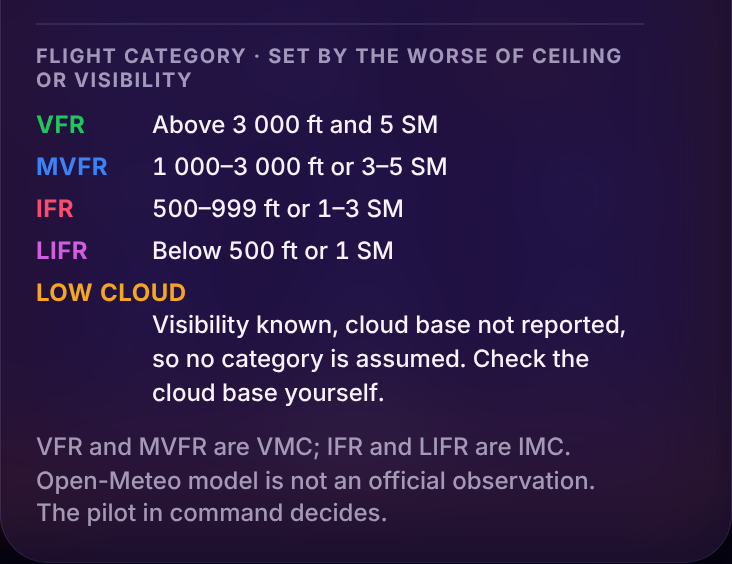 FLIGHT CATEGORY · SET BY THE WORSE OF CEILING
OR VISIBILITY
VFR Above 3 000 ft and 5 SM
MVFR 1 000–3 000 ft or 3–5 SM
IFR 500–999 ft or 1–3 SM
LIFR Below 500 ft or 1 SM
LOW CLOUD
Visibility known, cloud base not reported,
so no category is assumed. Check the
cloud base yourself.
VFR and MVFR are VMC; IFR and LIFR are IMC.
Open-Meteo model is not an official observation.
The pilot in command decides.